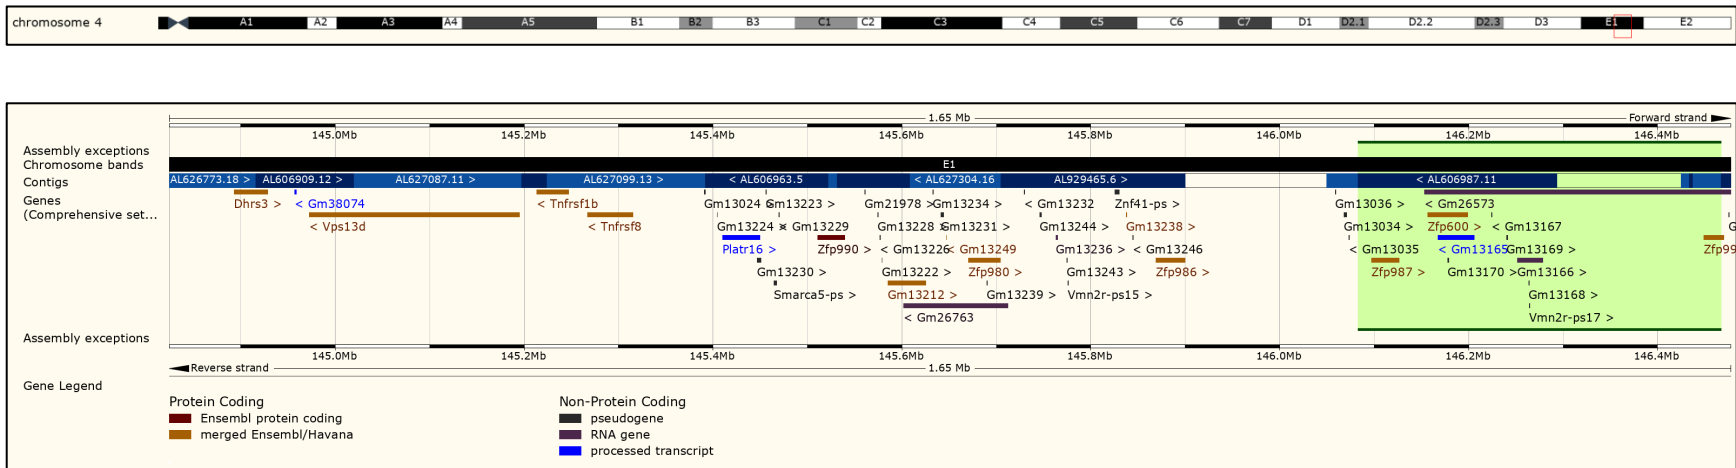 chromosome 4 A1 A2 A3 A4 A5 B1 B2 B3 C1 C2 C3 C4 C5 C6 C7 D1 D2.1 D2.2 D2.3 D3 E1 E2
1.65 Mb Forward strand
145.0Mb 145.2Mb 145.4Mb 145.6Mb 145.8Mb 146.0Mb 146.2Mb 146.4Mb
Assembly exceptions
Chromosome bands E1
Contigs AL626773.18 > AL606909.12 > AL627087.11 > AL627099.13 > < AL606963.5 < AL627304.16 AL929465.6 > < AL606987.11
Genes
(Comprehensive set...
Dhrs3 > < Gm38074 < Tnfrsf1b Gm13024 Gm13223 > Gm21978 > Gm13234 > < Gm13232 Znf41-ps > Gm13036 > < Gm26573
< Vps13d < Tnfrsf8 Gm13224 < Gm13229 Gm13228 Gm13231 > Gm13244 > Gm13238 > Gm13034 > Zfp600 > < Gm13167
Platr16 > Zfp990 > < Gm13226 < Gm13249 Gm13236 > < Gm13246 < Gm13035 < Gm13165 Gm13169 >
Gm13230 > Gm13222 > Zfp980 > Gm13243 > Zfp986 > Zfp987 > Gm13170 > Gm13166 >
Smarca5-ps > Gm13212 > Gm13239 > Vmn2r-ps15 > Gm13168 >
< Gm26763 Vmn2r-ps17 >
Assembly exceptions
145.0Mb 145.2Mb 145.4Mb 145.6Mb 145.8Mb 146.0Mb 146.2Mb 146.4Mb
Reverse strand 1.65 Mb
Gene Legend
Protein Coding
Ensembl protein coding
merged Ensembl/Havana
Non-Protein Coding
pseudogene
RNA gene
processed transcript